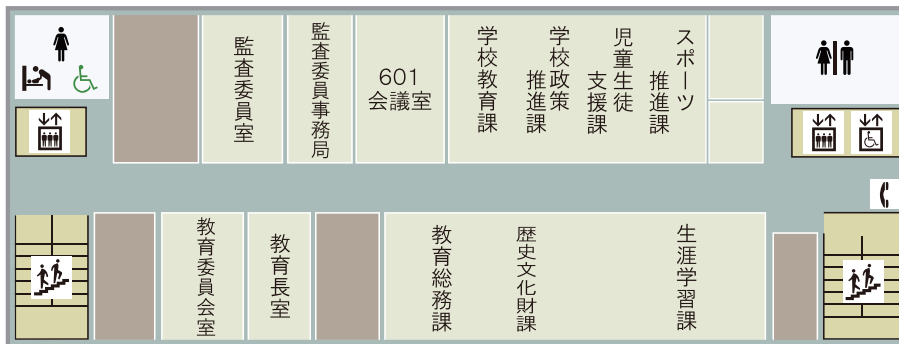 監査委員室
監査委員事務局
601
会議室
学校教育課
学校政策
推進課
児童生徒
支援課
スポーツ
推進課
教育委員会室
教育長室
教育総務課
歴史文化財課
生涯学習課